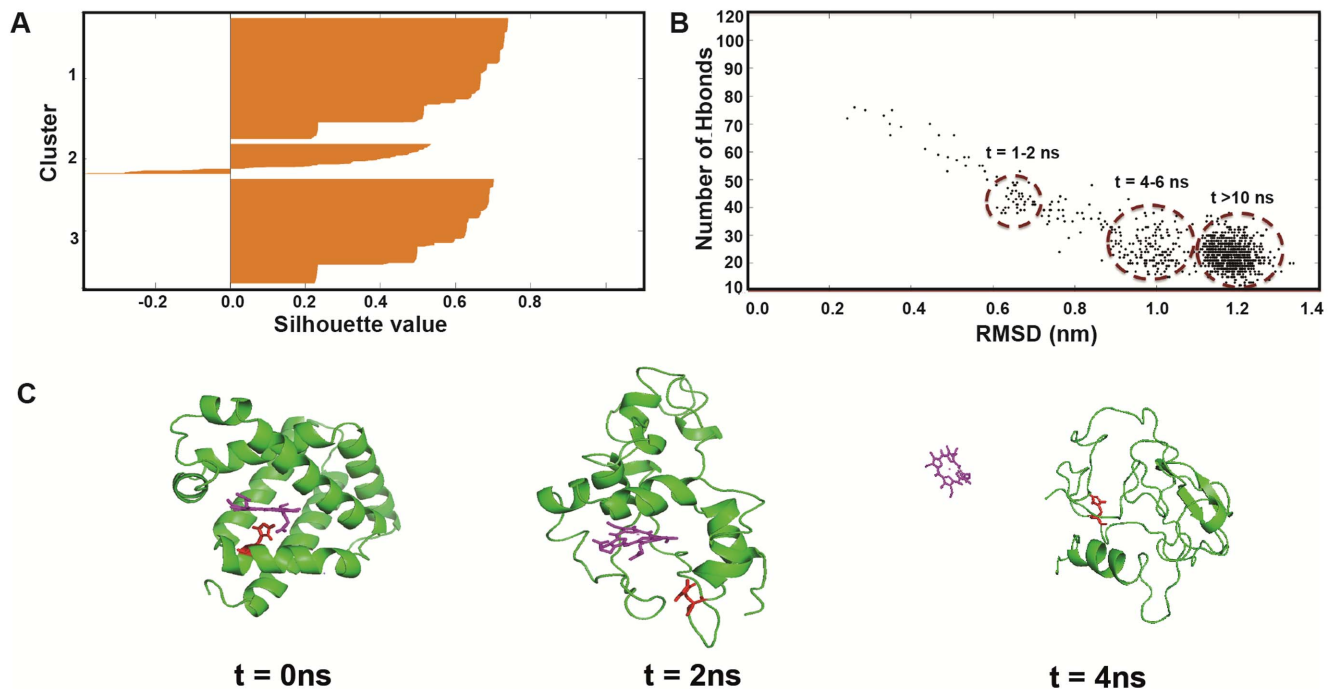 A
Cluster
1
2
3
-0.2
0.0
0.2
0.4
0.6
0.8
Silhouette value
B
Number of Hbonds
120
110
100
90
80
70
60
50
40
30
20
10
t = 1-2 ns
t = 4-6 ns
t >10 ns
0.0
0.2
0.4
0.6
0.8
1.0
1.2
1.4
RMSD (nm)
C
t = 0ns
t = 2ns
t = 4ns